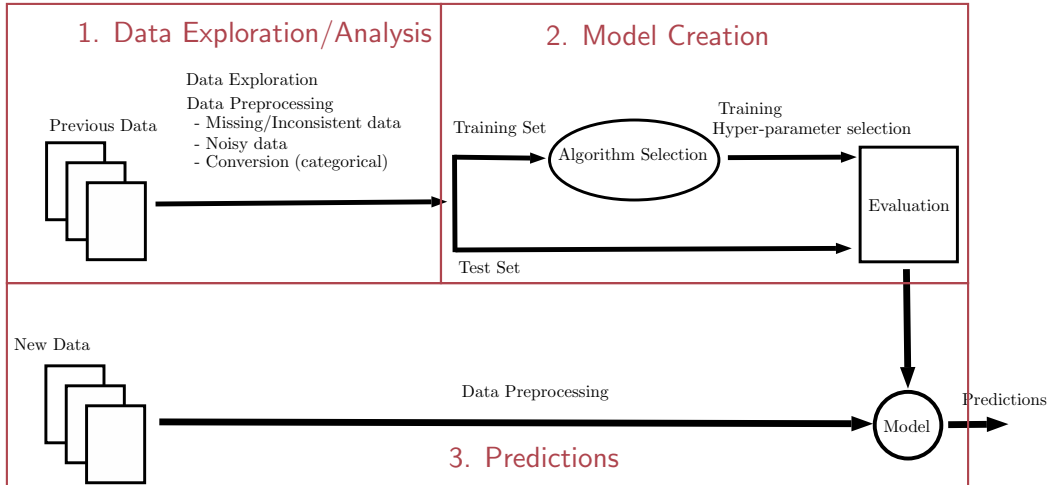 1. Data Exploration/Analysis
Data Exploration
Data Preprocessing
- Missing/Inconsistent data
- Noisy data
- Conversion (categorical)
Previous Data
2. Model Creation
Training Set
Algorithm Selection
Training
Hyper-parameter selection
Evaluation
Test Set
New Data
Data Preprocessing
Model
Predictions
3. Predictions